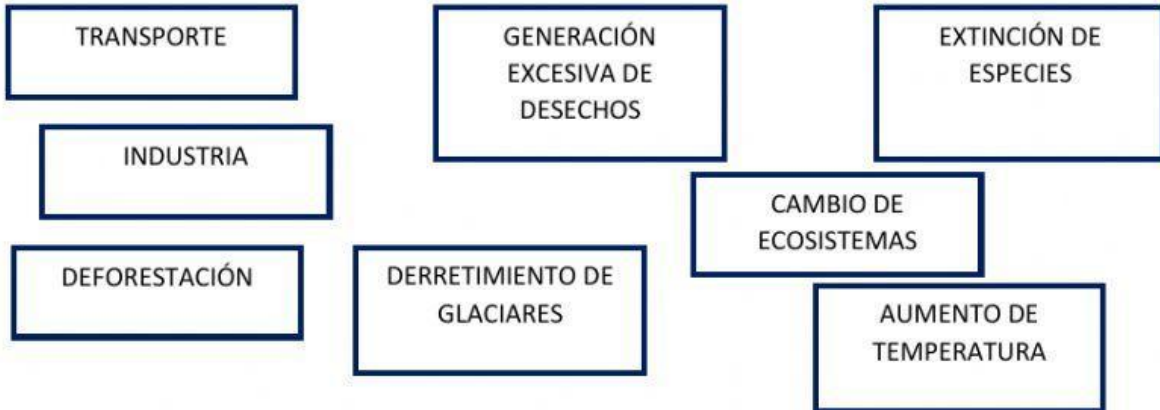 TRANSPORTE
GENERACIÓN
EXCESIVA DE
DESECHOS
EXTINCIÓN DE
ESPECIES
INDUSTRIA
CAMBIO DE
ECOSISTEMAS
DEFORESTACIÓN
DERRETIMIENTO DE
GLACIARES
AUMENTO DE
TEMPERATURA